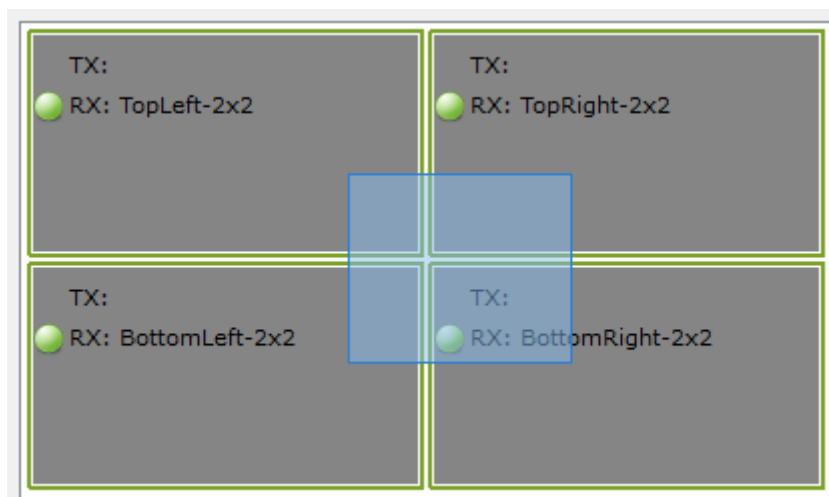 TX:
RX: TopLeft-2x2
TX:
RX: TopRight-2x2
TX:
RX: BottomLeft-2x2
TX:
RX: BottomRight-2x2